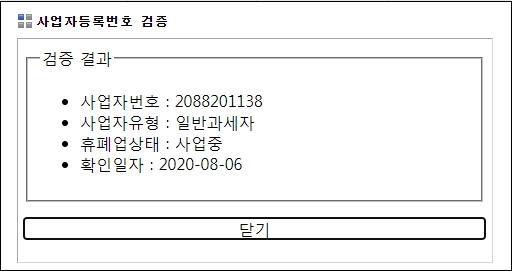 사업자등록번호 검증
검증 결과
사업자번호 : 2088201138
사업자유형 : 일반과세자
휴폐업상태 : 사업중
확인일자 : 2020-08-06
닫기